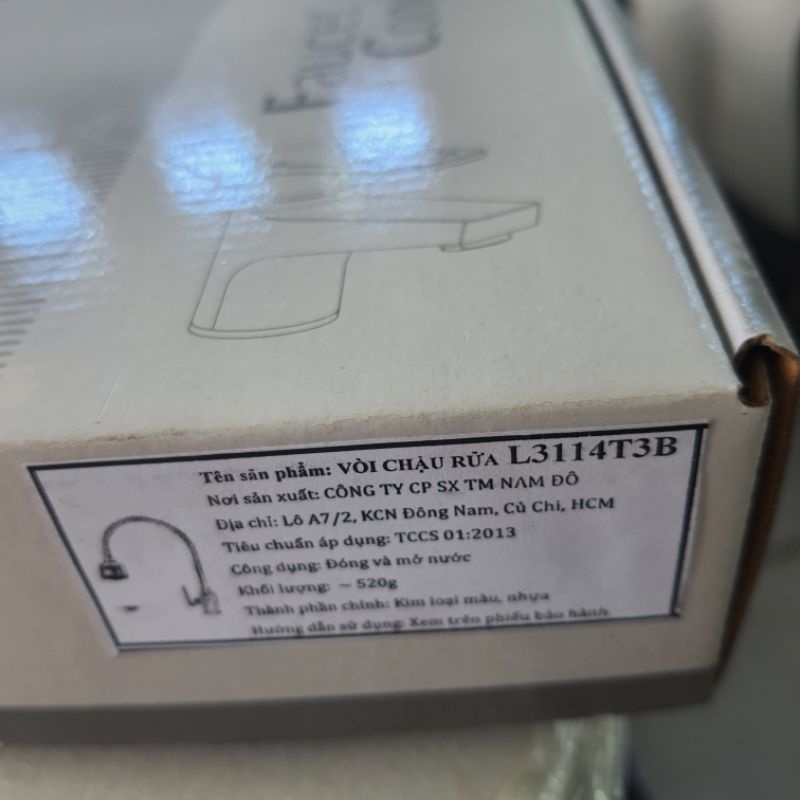 Faucet
Tên sản phẩm: VÒI CHẬU RỬA L3114T3B
Nơi sản xuất: CÔNG TY CP SX TM NAM ĐÔ
Địa chỉ: Lô A7/2, KCN Đông Nam, Củ Chi, HCM
Tiêu chuẩn áp dụng: TCCS 01:2013
Công dụng: Đóng và mở nước
Khối lượng: ~ 520g
Thành phần chính: Kim loại màu, nhựa
Hướng dẫn sử dụng: Xem trên phiếu bảo hành